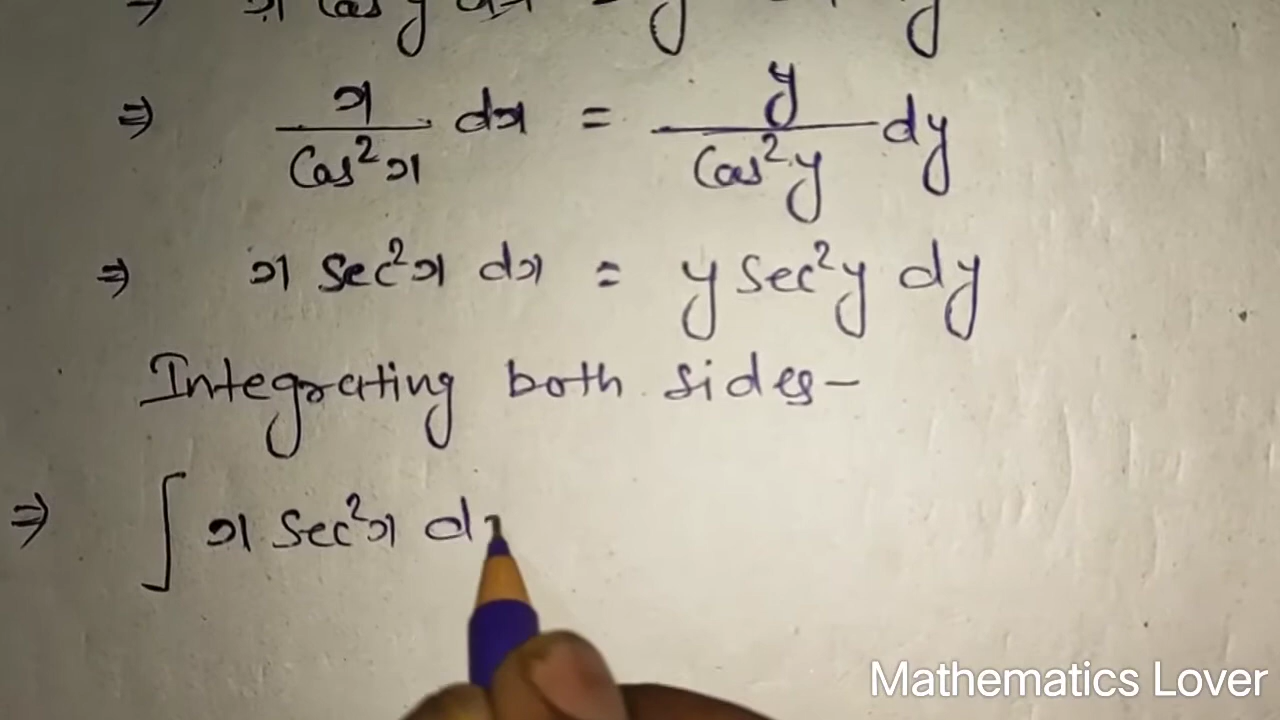 x/cos²x dx = y/cos²y dy
⇒ x sec²x dx = y sec²y dy
Integrating both sides–
⇒ ∫ x sec²x d
Mathematics Lover